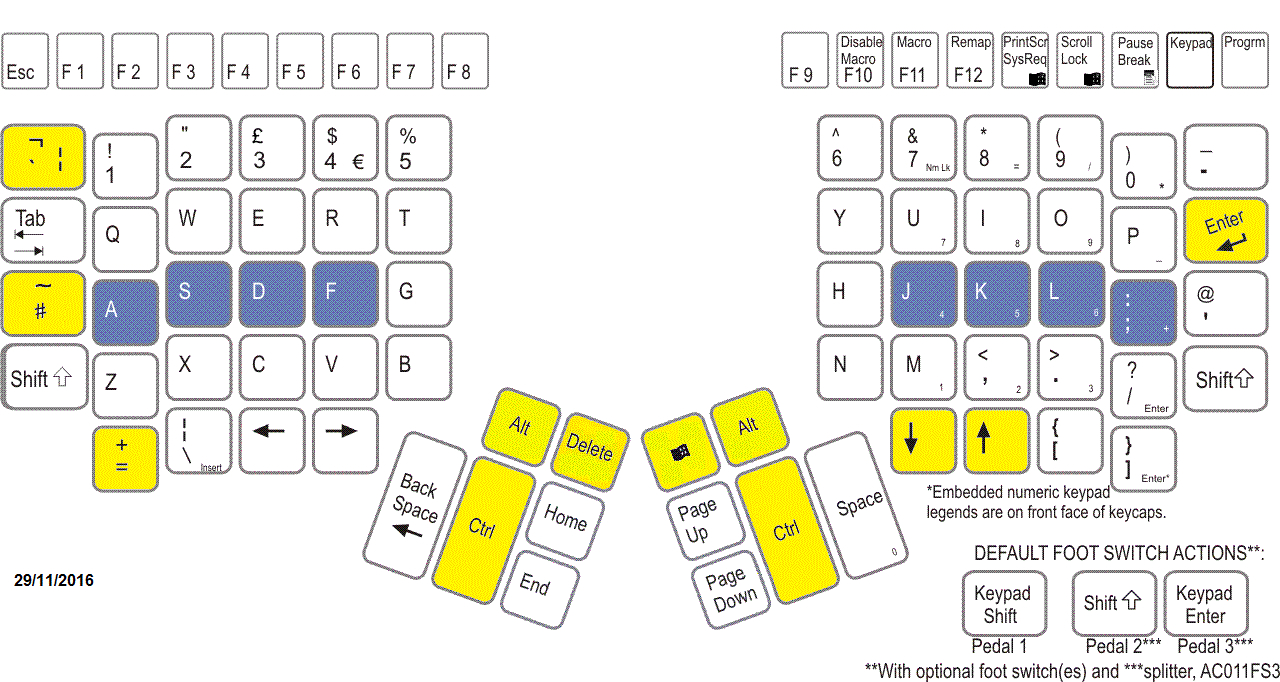 Esc F 1 F 2 F 3 F 4 F 5 F 6 F 7 F 8
Disable
Macro
F 9 F10
Macro
F11
Remap
F12
PrintScr
SysReq
Scroll
Lock
Pause
Break
Keypad
Progrm
¬
` ¦
!
1
"
2
£
3
$
4 €
%
5
^
6
&
7 Nm Lk
*
8 =
(
9 /
)
0 *
_
-
Tab
Q W E R T
Y
U 7
I 8
O 9
P _
Enter
~
#
A S D F G
H
J 4
K 5
L 6
:
; +
@
'
Shift
Z X C V B
N
M 1
<
, 2
>
. 3
?
/ Enter
Shift
+
=
¦
\ Insert
{
[
}
] Enter*
Back
Space
Ctrl
Alt
Delete
Home
End
Alt
Page
Up
Page
Down
Ctrl
Space
0
*Embedded numeric keypad
legends are on front face of keycaps.
29/11/2016
DEFAULT FOOT SWITCH ACTIONS**:
Keypad
Shift
Shift
Keypad
Enter
Pedal 1 Pedal 2*** Pedal 3***
**With optional foot switch(es) and ***splitter, AC011FS3